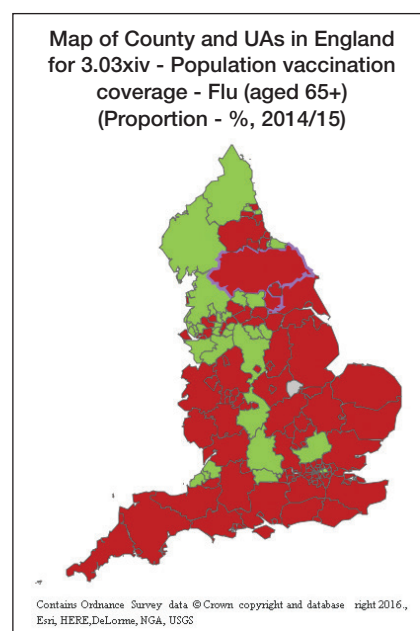 Map of County and UAs in England
for 3.03xiv - Population vaccination
coverage - Flu (aged 65+)
(Proportion - %, 2014/15)
Contains Ordnance Survey data © Crown copyright and database right 2016.,
Esri, HERE,DeLorme, NGA, USGS